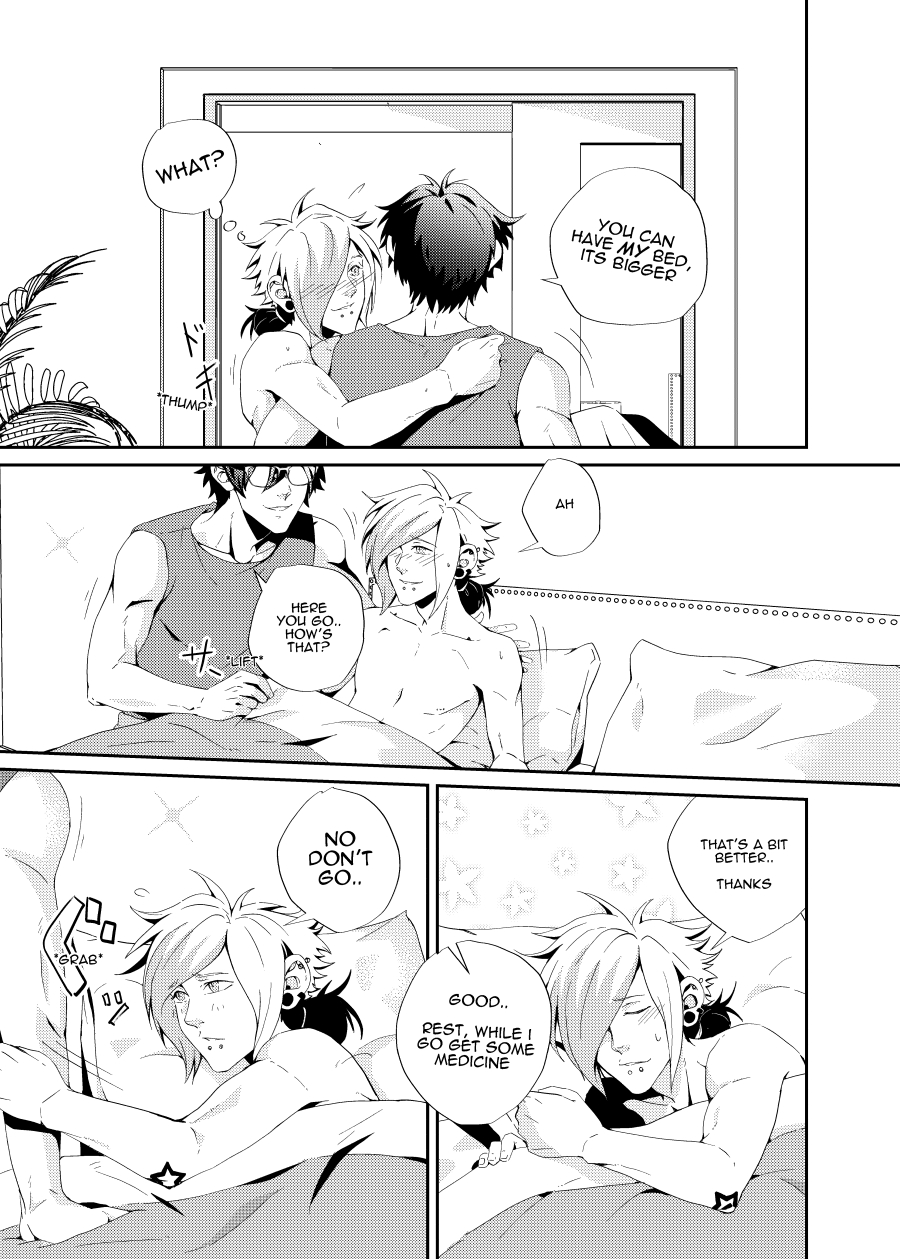 YOU CAN
HAVE MY BED,
ITS BIGGER
WHAT?
ド
キ
*THUMP*
AH
HERE
YOU GO..
HOW'S
THAT?
サー
*LIFT*
THAT'S A BIT
BETTER..
THANKS
GOOD..
REST, WHILE I
GO GET SOME
MEDICINE
NO
DON'T
GO..
*GRAB*